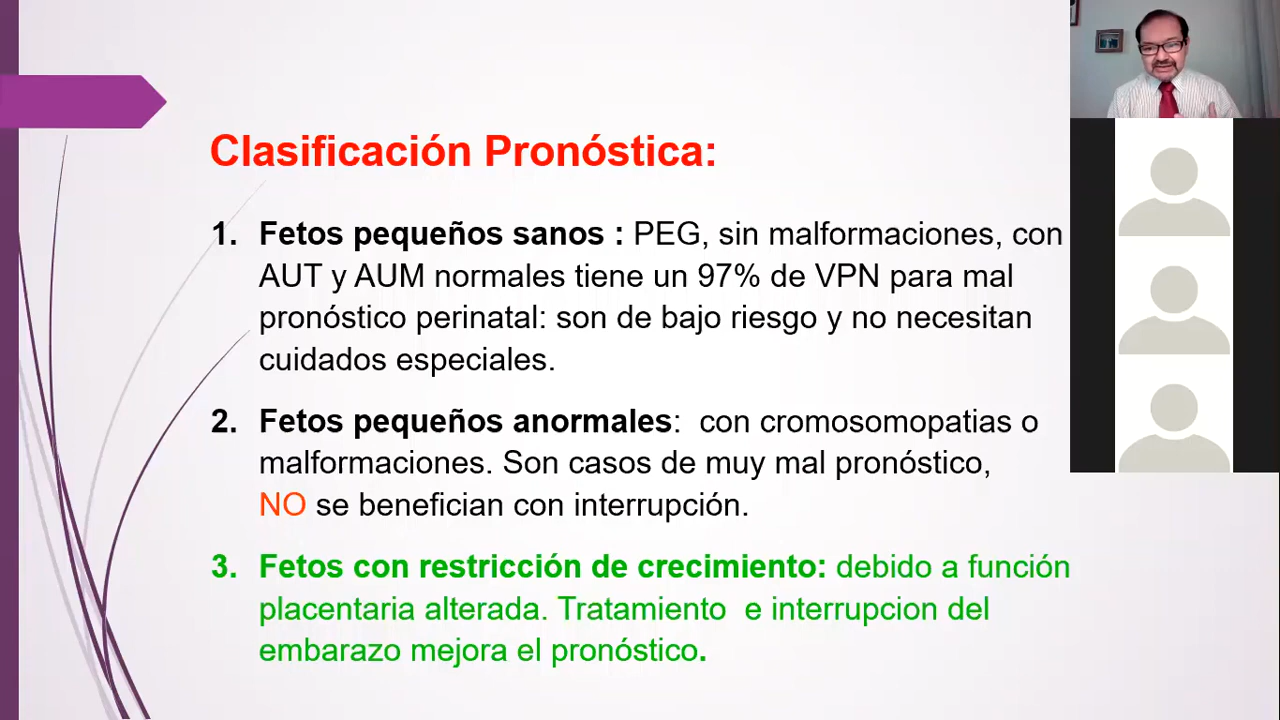 Clasificación Pronóstica:
1. Fetos pequeños sanos : PEG, sin malformaciones, con
AUT y AUM normales tiene un 97% de VPN para mal
pronóstico perinatal: son de bajo riesgo y no necesitan
cuidados especiales.
2. Fetos pequeños anormales:  con cromosomopatias o
malformaciones. Son casos de muy mal pronóstico,
NO se benefician con interrupción.
3. Fetos con restricción de crecimiento: debido a función
placentaria alterada. Tratamiento  e interrupcion del
embarazo mejora el pronóstico.